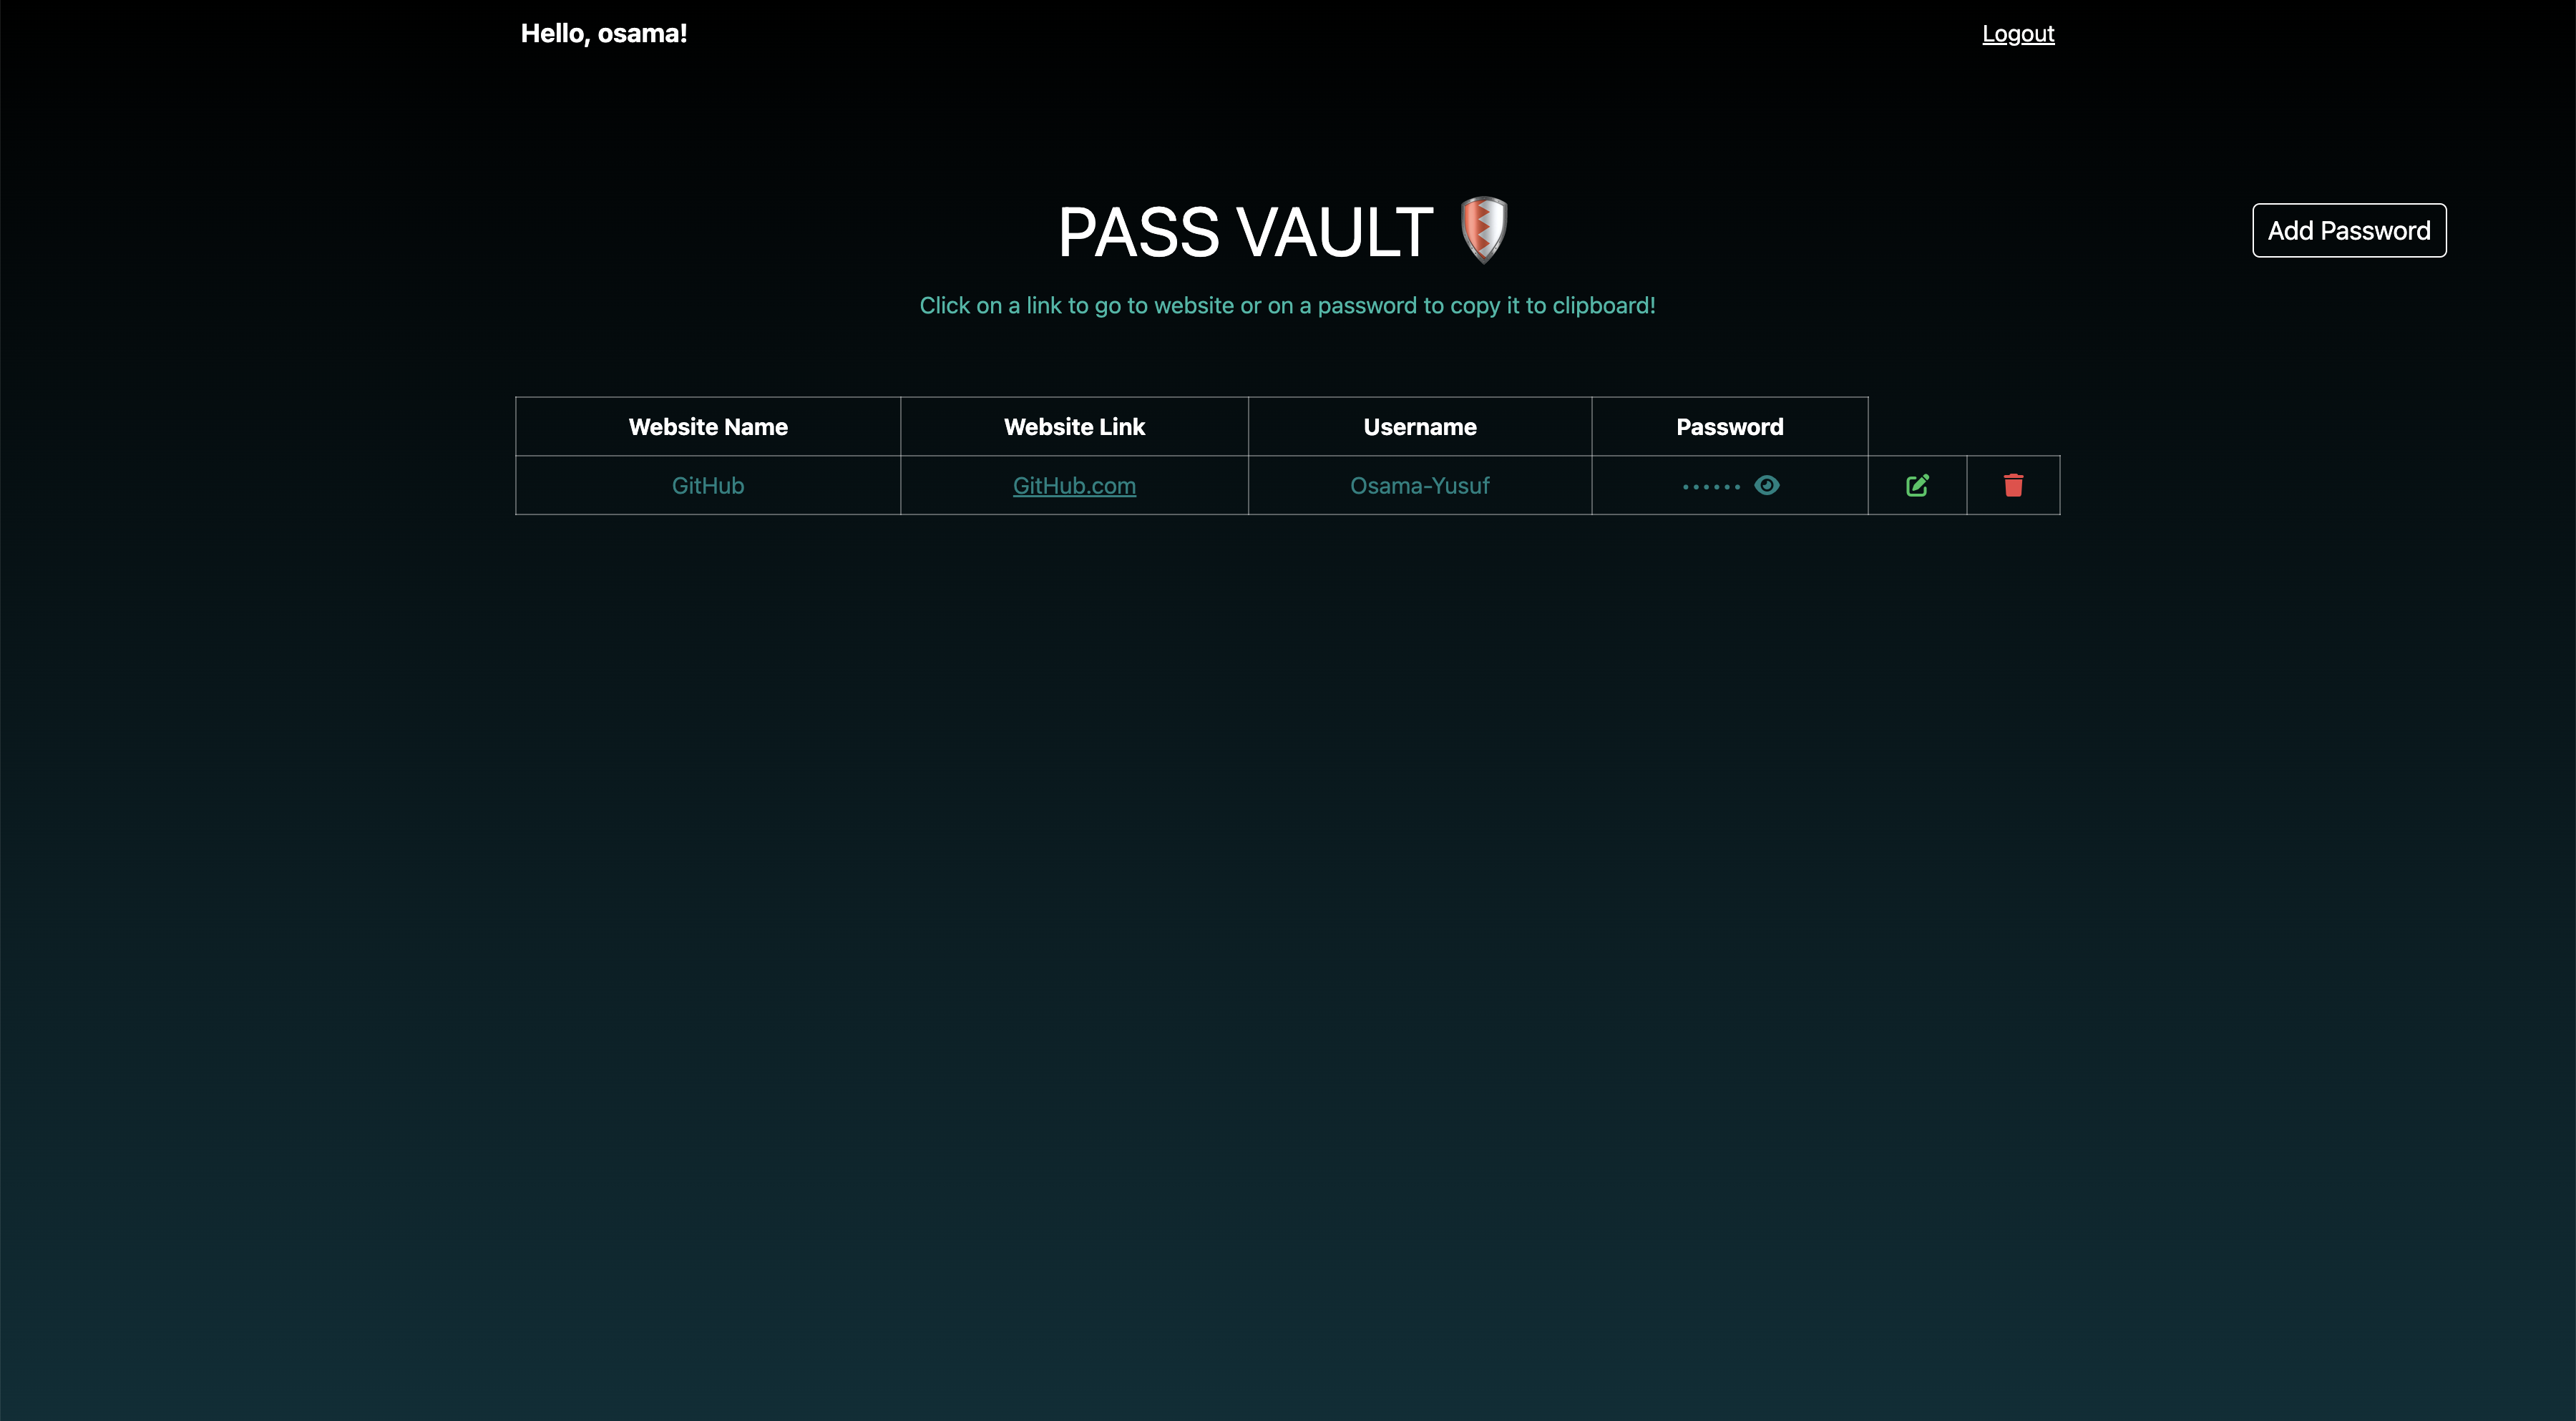 Hello, osama! Logout
PASS VAULT
Add Password
Click on a link to go to website or on a password to copy it to clipboard!
Website Name Website Link Username Password
GitHub GitHub.com Osama-Yusuf ••••••